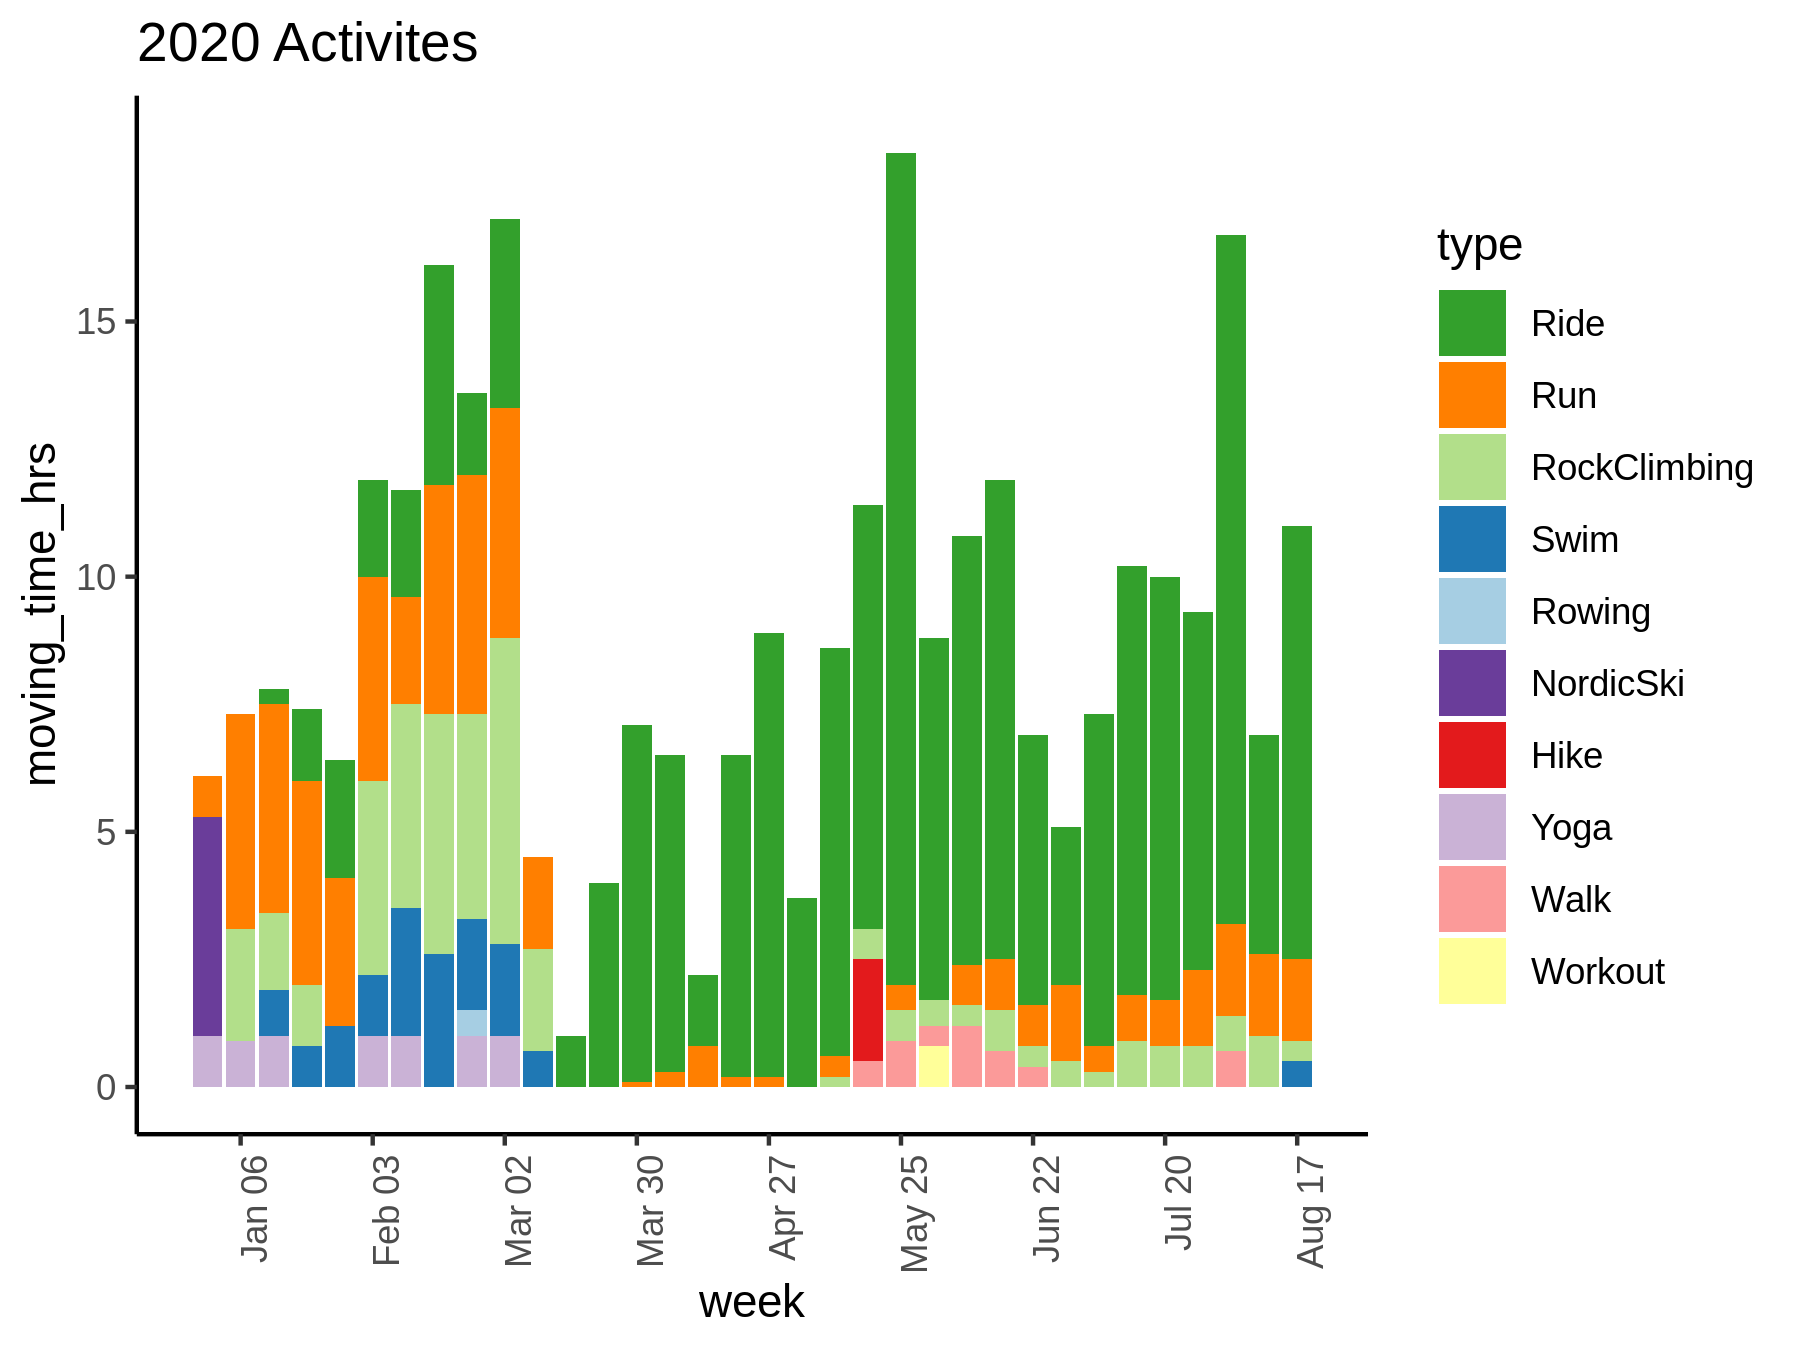 2020 Activites
moving_time_hrs
15
10
5
0
Jan 06
Feb 03
Mar 02
Mar 30
Apr 27
May 25
Jun 22
Jul 20
Aug 17
week
type
Ride
Run
RockClimbing
Swim
Rowing
NordicSki
Hike
Yoga
Walk
Workout